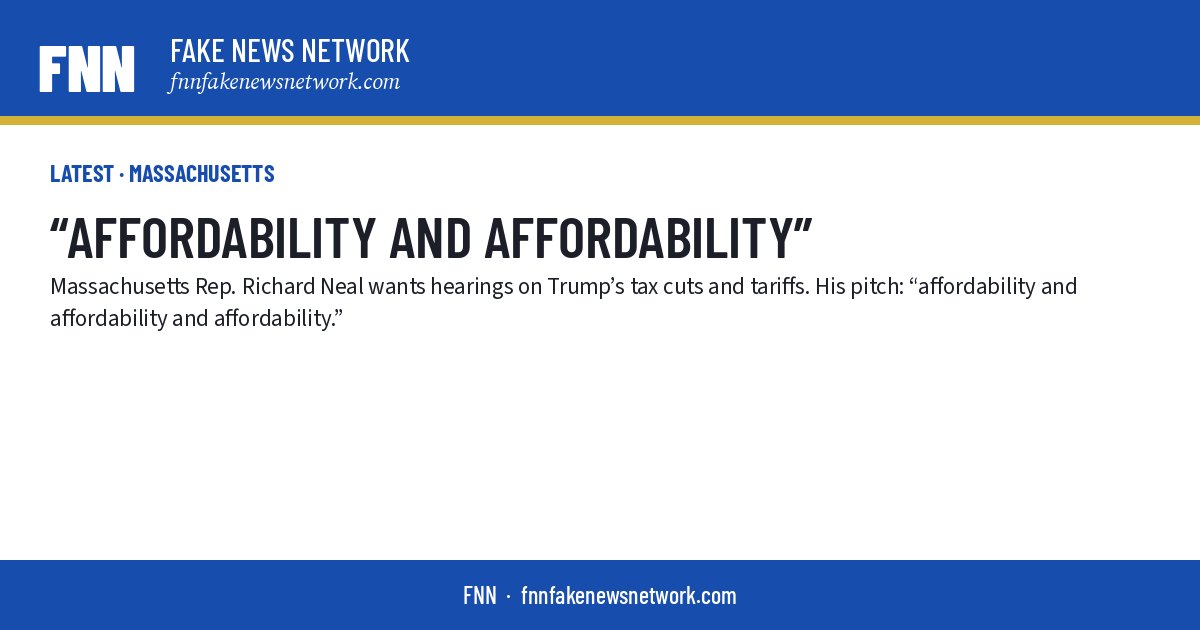 FNN
FAKE NEWS NETWORK
fnnfakenewsnetwork.com
LATEST · MASSACHUSETTS
“AFFORDABILITY AND AFFORDABILITY”
Massachusetts Rep. Richard Neal wants hearings on Trump’s tax cuts and tariffs. His pitch: “affordability and
affordability and affordability.”
FNN · fnnfakenewsnetwork.com